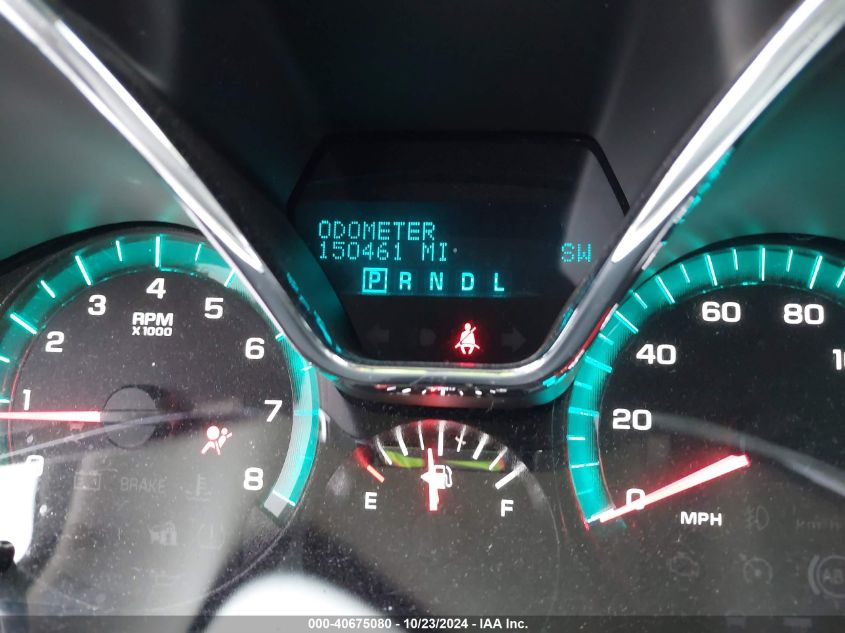 ODOMETER
150461 MI
SW
P R N D L
1
2
3
4
5
6
7
8
RPM
X1000
BRAKE
E
F
0
20
40
60
80
MPH
km/h
000-40675080 - 10/23/2024 - IAA Inc.